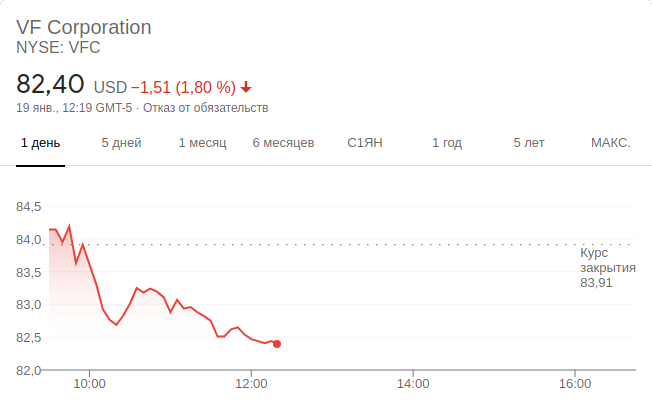 VF Corporation
NYSE: VFC
82,40 USD −1,51 (1,80 %)
19 янв., 12:19 GMT-5 · Отказ от обязательств
1 день 5 дней 1 месяц 6 месяцев С1ЯН 1 год 5 лет МАКС.
84,5
84,0
Курс
закрытия
83,91
83,5
83,0
82,5
82,0
10:00 12:00 14:00 16:00